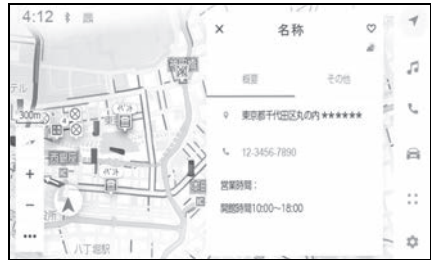 4:12
名称
概要
その他
東京都千代田区丸の内 ★★★★★★
12-3456-7890
営業時間：
開館時間10:00～18:00
300m
八丁堀駅